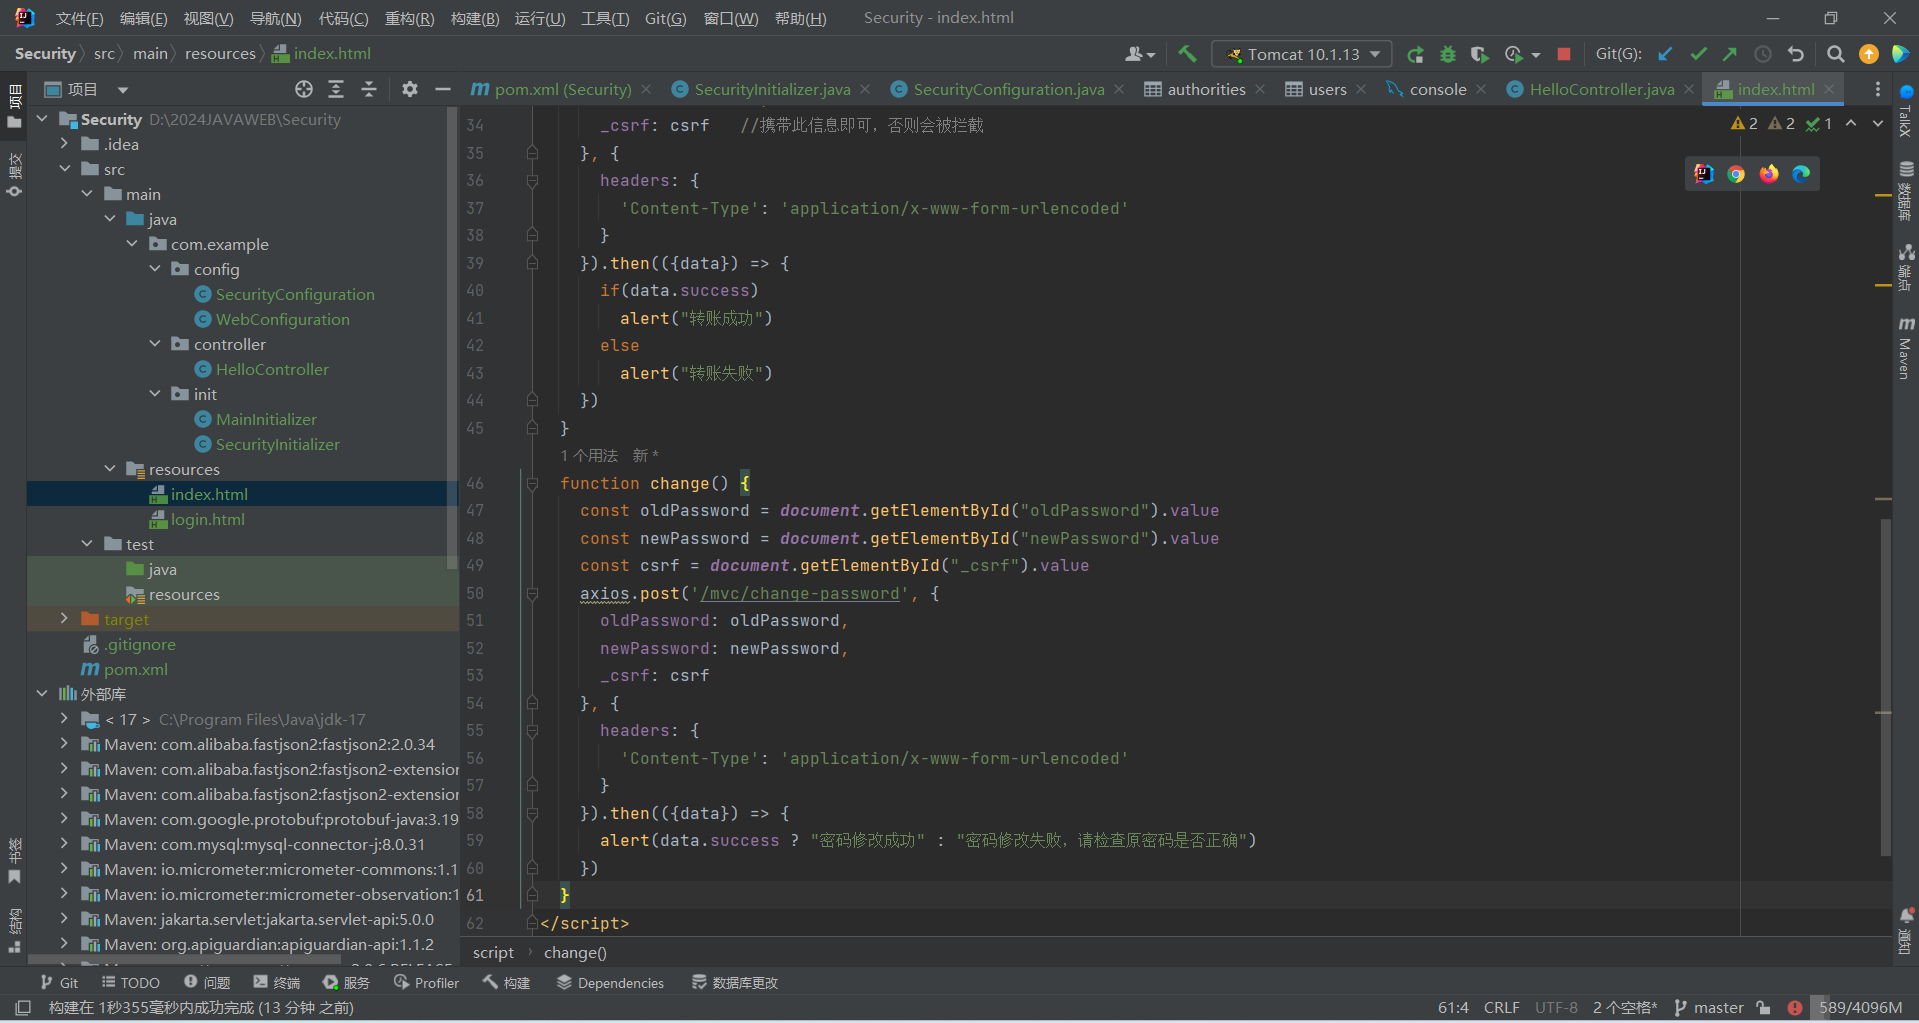 文件(F) 编辑(E) 视图(V) 导航(N) 代码(C) 重构(R) 构建(B) 运行(U) 工具(T) Git(G) 窗口(W) 帮助(H) Security - index.html
Security src main resources index.html
Tomcat 10.1.13 Git(G):
项目
pom.xml (Security) SecurityInitializer.java SecurityConfiguration.java authorities users console HelloController.java index.html
项目
提交
书签
结构
Security D:\2024JAVAWEB\Security
.idea
src
main
java
com.example
config
SecurityConfiguration
WebConfiguration
controller
HelloController
init
MainInitializer
SecurityInitializer
resources
index.html
login.html
test
java
resources
target
.gitignore
pom.xml
外部库
< 17 > C:\Program Files\Java\jdk-17
Maven: com.alibaba.fastjson2:fastjson2:2.0.34
Maven: com.alibaba.fastjson2:fastjson2-extension
Maven: com.alibaba.fastjson2:fastjson2-extension
Maven: com.google.protobuf:protobuf-java:3.19
Maven: com.mysql:mysql-connector-j:8.0.31
Maven: io.micrometer:micrometer-commons:1.1
Maven: io.micrometer:micrometer-observation:1
Maven: jakarta.servlet:jakarta.servlet-api:5.0.0
Maven: org.apiguardian:apiguardian-api:1.1.2
2 2 1
34 _csrf: csrf //携带此信息即可，否则会被拦截
35 }, {
36 headers: {
37 'Content-Type': 'application/x-www-form-urlencoded'
38 }
39 }).then(({data}) => {
40 if(data.success)
41 alert("转账成功")
42 else
43 alert("转账失败")
44 })
45 }
1 个用法 新 *
46 function change() {
47 const oldPassword = document.getElementById("oldPassword").value
48 const newPassword = document.getElementById("newPassword").value
49 const csrf = document.getElementById("_csrf").value
50 axios.post('/mvc/change-password', {
51 oldPassword: oldPassword,
52 newPassword: newPassword,
53 _csrf: csrf
54 }, {
55 headers: {
56 'Content-Type': 'application/x-www-form-urlencoded'
57 }
58 }).then(({data}) => {
59 alert(data.success ? "密码修改成功" : "密码修改失败，请检查原密码是否正确")
60 })
61 }
62 </script>
script change()
TalkX
数据库
端点
Maven
通知
Git TODO 问题 终端 服务 Profiler 构建 Dependencies 数据库更改
构建在 1秒355毫秒内成功完成 (13 分钟 之前) 61:4 CRLF UTF-8 2 个空格* master 589/4096M